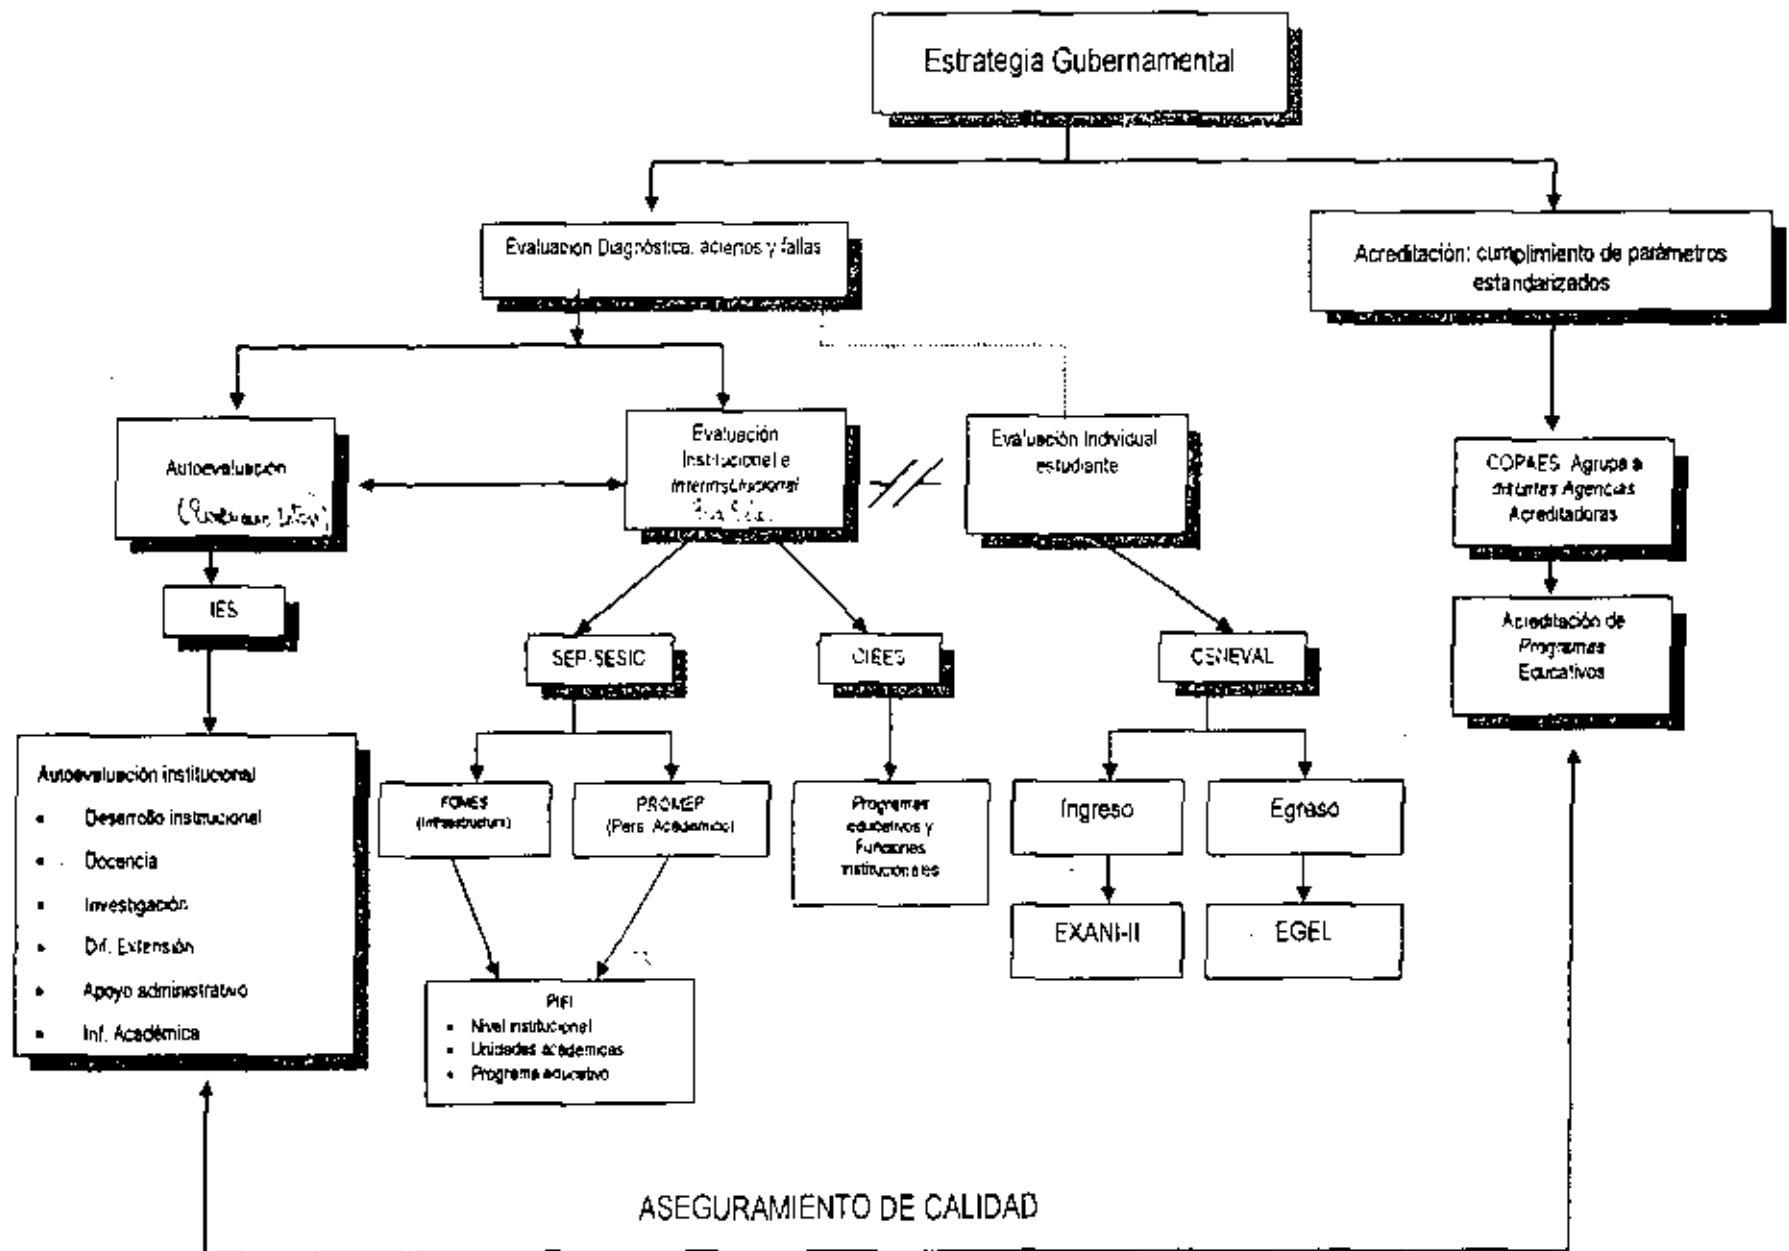 Estrategia Gubernamental
Evaluación Diagnóstica, aciertos y fallas
Acreditación: cumplimiento de parámetros
estandarizados
Autoevaluación
Evaluación
Institucional e
Interinstitucional
Evaluación Individual
estudiante
COPAES Agrupa a
distintas Agencias
Acreditadoras
IES
SEP-SESIC
CIEES
CENEVAL
Acreditación de
Programas
Educativos
Autoevaluación institucional
• Desarrollo institucional
• Docencia
• Investigación
• Dif. Extensión
• Apoyo administrativo
• Inf. Académica
FOMES
(Infraestructura)
PROMEP
(Pers. Académico)
Programas
educativos y
Funciones
institucionales
Ingreso
Egreso
EXANI-II
EGEL
PIFI
• Nivel institucional
• Unidades académicas
• Programa educativo
ASEGURAMIENTO DE CALIDAD